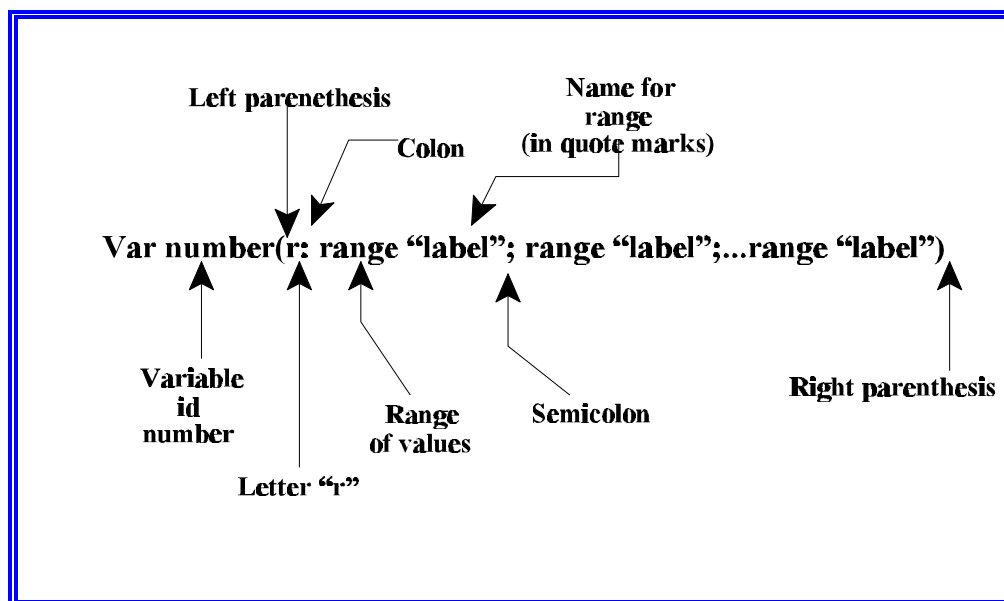 Left parenethesis
Name for
range
(in quote marks)
Colon
Var number(r: range “label”; range “label”;...range “label”)
Variable
id
number
Range
of values
Semicolon
Right parenthesis
Letter “r”